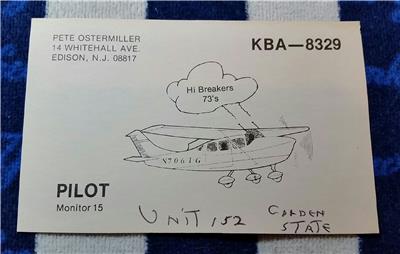 PETE OSTERMILLER
14 WHITEHALL AVE.
EDISON, N.J. 08817
KBA—8329
Hi Breakers
73's
N7061G
PILOT
Monitor 15
UNIT 152 GARDEN
STATE